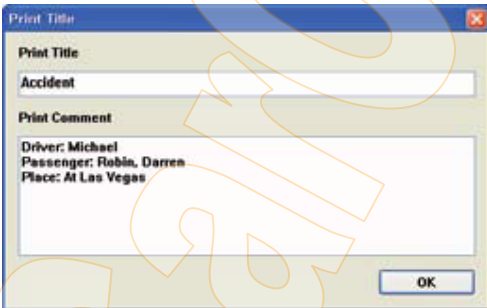 Print Title
Print Title
Accident
Print Comment
Driver: Michael
Passenger: Robin, Darren
Place: At Las Vegas
OK